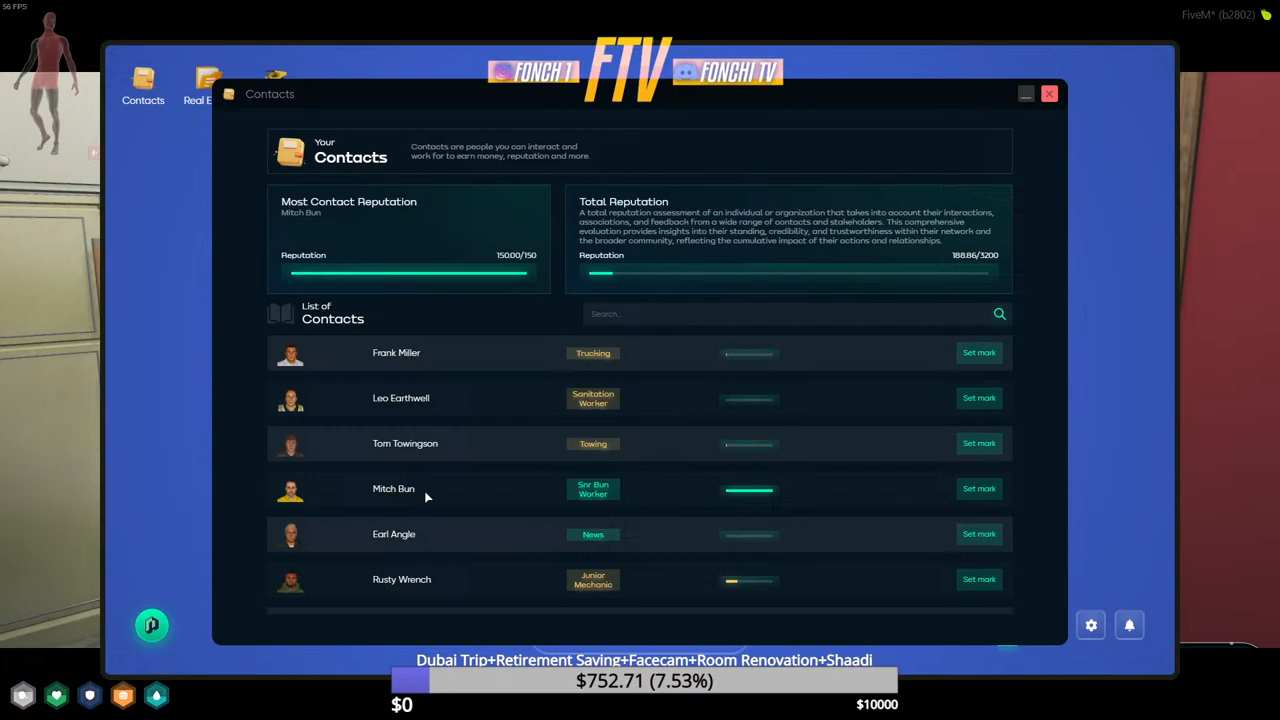 56 FPS
FiveM* (b2802)
FTV
FONCH 1
FONCHI TV
Contacts
Contacts
Your
Contacts
Contacts are people you can interact and
work for to earn money, reputation and more.
Most Contact Reputation
Mitch Bun
Reputation
150.00/150
Total Reputation
A total reputation assessment of an individual or organization that takes into account their interactions,
associations, and feedback from a wide range of contacts and stakeholders. This comprehensive
evaluation provides insights into their standing, credibility, and trustworthiness within their network and
the broader community, reflecting the cumulative impact of their actions and relationships.
Reputation
188.86/3200
List of
Contacts
Search...
Frank Miller
Trucking
Set mark
Leo Earthwell
Sanitation
Worker
Set mark
Tom Towingson
Towing
Set mark
Mitch Bun
Snr Bun
Worker
Set mark
Earl Angle
News
Set mark
Rusty Wrench
Junior
Mechanic
Set mark
Dubai Trip+Retirement Saving+Facecam+Room Renovation+Shaadi
$752.71 (7.53%)
$0
$10000